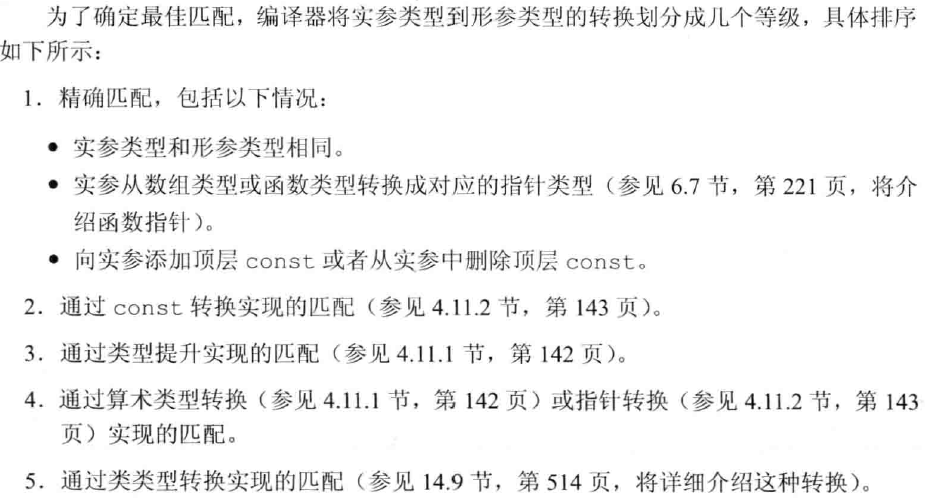 为了确定最佳匹配，编译器将实参类型到形参类型的转换划分成几个等级，具体排序
如下所示：
1．精确匹配，包括以下情况：
● 实参类型和形参类型相同。
● 实参从数组类型或函数类型转换成对应的指针类型（参见 6.7 节，第 221 页，将介
绍函数指针）。
● 向实参添加顶层 const 或者从实参中删除顶层 const。
2．通过 const 转换实现的匹配（参见 4.11.2 节，第 143 页）。
3．通过类型提升实现的匹配（参见 4.11.1 节，第 142 页）。
4．通过算术类型转换（参见 4.11.1 节，第 142 页）或指针转换（参见 4.11.2 节，第 143
页）实现的匹配。
5．通过类类型转换实现的匹配（参见 14.9 节，第 514 页，将详细介绍这种转换）。